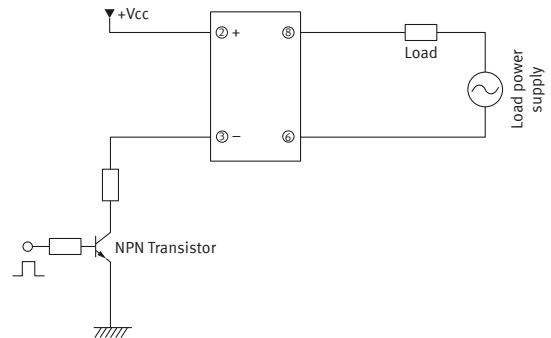 +Vcc
② +
⑧
Load
Load power
supply
③ −
⑥
NPN Transistor